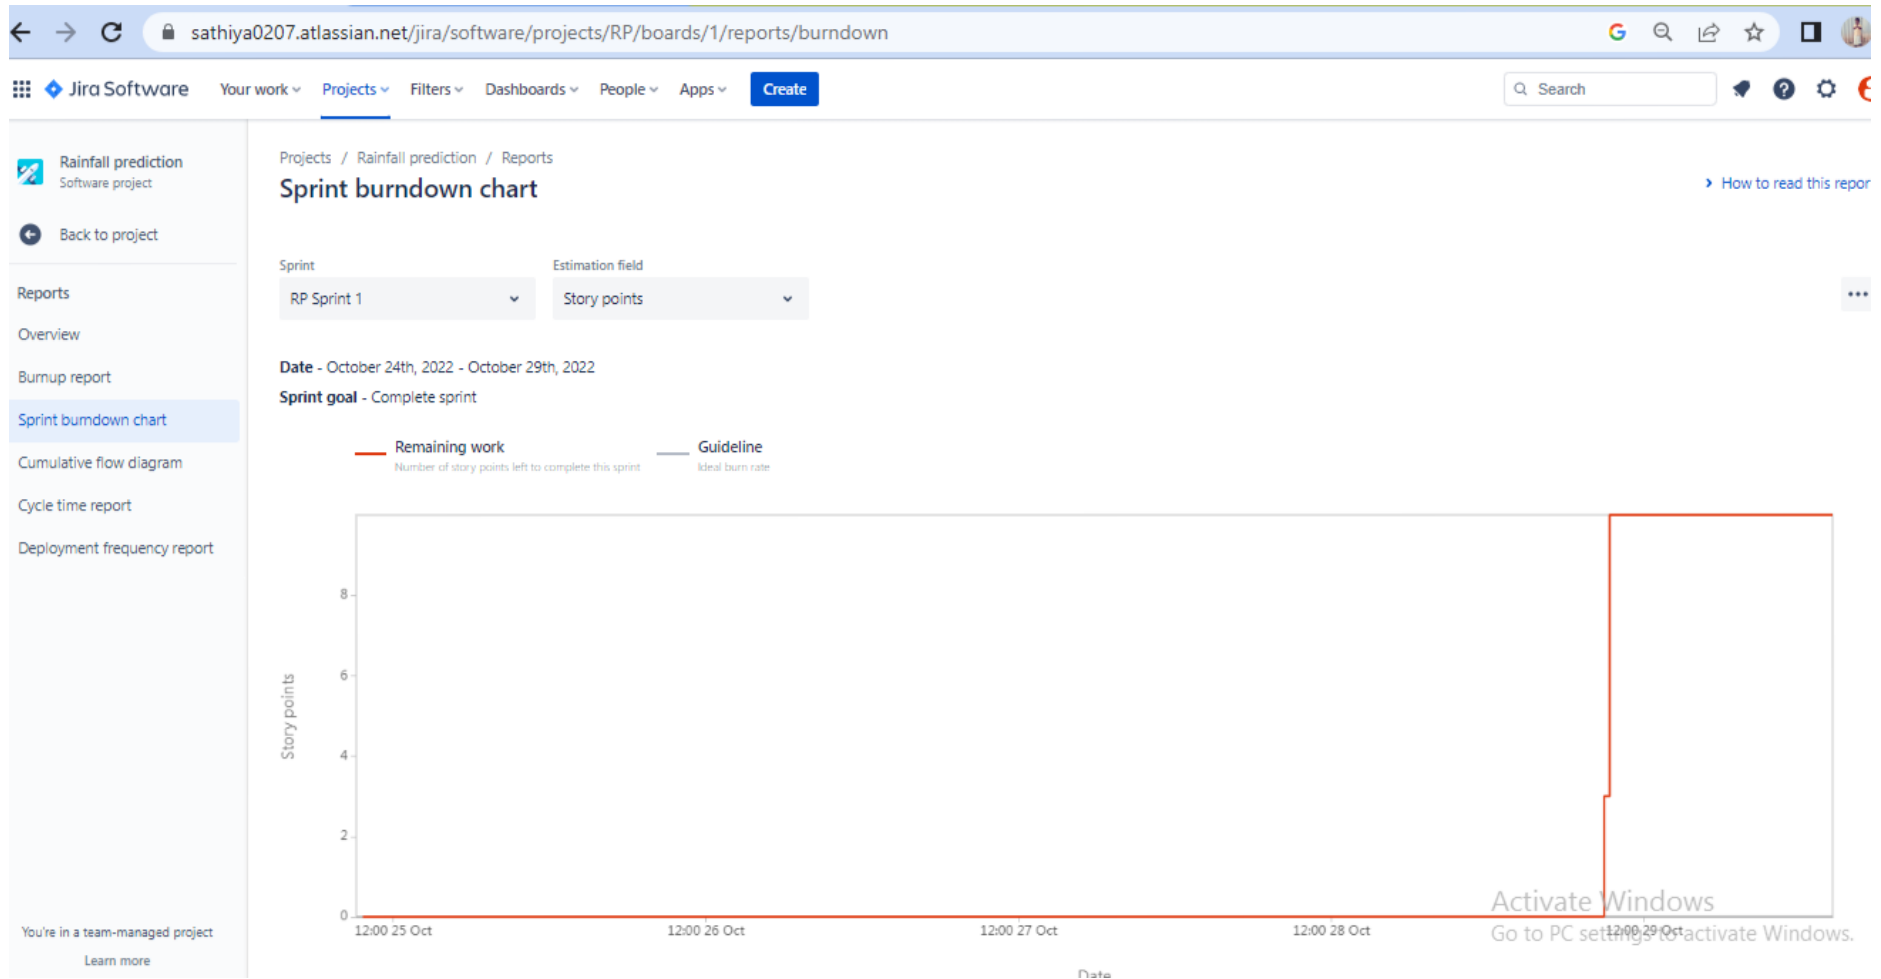 sathiya0207.atlassian.net/jira/software/projects/RP/boards/1/reports/burndown
Jira Software Your work Projects Filters Dashboards People Apps Create Search
Rainfall prediction
Software project
Back to project
Reports
Overview
Burnup report
Sprint burndown chart
Cumulative flow diagram
Cycle time report
Deployment frequency report
You're in a team-managed project
Learn more
Projects / Rainfall prediction / Reports
Sprint burndown chart
How to read this repor
Sprint
RP Sprint 1
Estimation field
Story points
Date - October 24th, 2022 - October 29th, 2022
Sprint goal - Complete sprint
Remaining work
Number of story points left to complete this sprint
Guideline
Ideal burn rate
Story points
8
6
4
2
0
12:00 25 Oct 12:00 26 Oct 12:00 27 Oct 12:00 28 Oct 12:00 29 Oct
Date
Activate Windows
Go to PC settings to activate Windows.